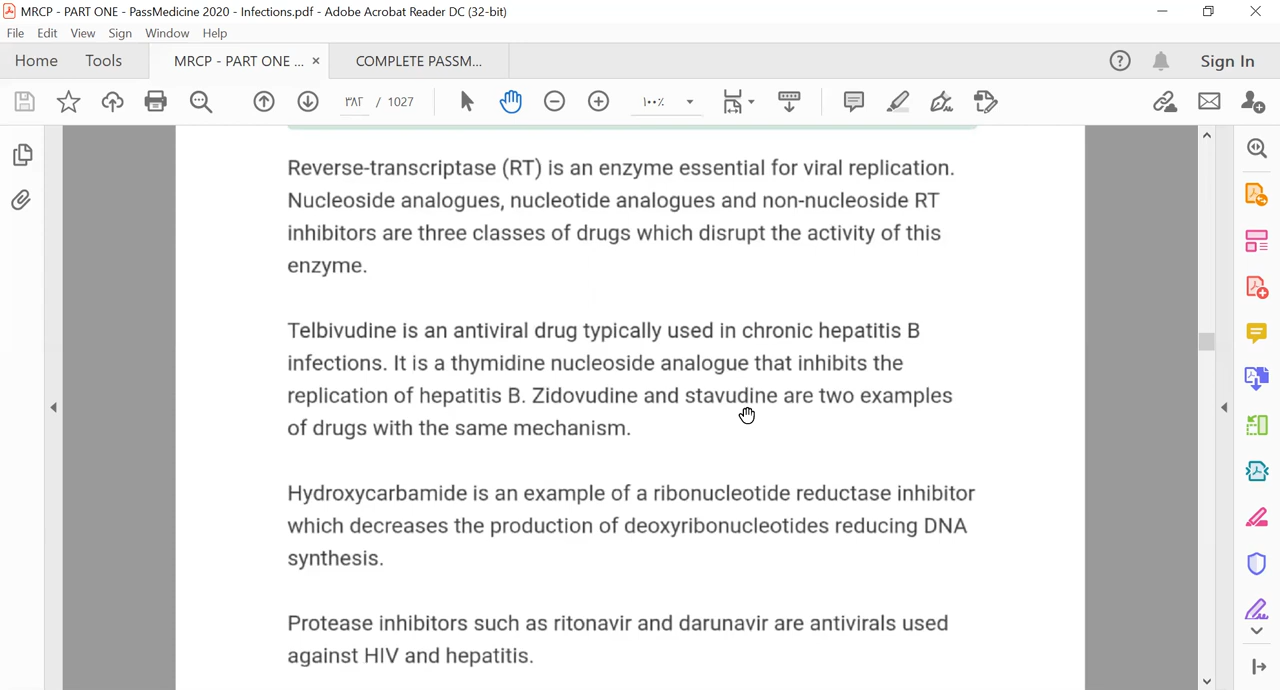 MRCP - PART ONE - PassMedicine 2020 - Infections.pdf - Adobe Acrobat Reader DC (32-bit)
File Edit View Sign Window Help
Home Tools MRCP - PART ONE ... × COMPLETE PASSM... Sign In
٣٨٢ / 1027 ١٠٠٪
Reverse-transcriptase (RT) is an enzyme essential for viral replication.
Nucleoside analogues, nucleotide analogues and non-nucleoside RT
inhibitors are three classes of drugs which disrupt the activity of this
enzyme.
Telbivudine is an antiviral drug typically used in chronic hepatitis B
infections. It is a thymidine nucleoside analogue that inhibits the
replication of hepatitis B. Zidovudine and stavudine are two examples
of drugs with the same mechanism.
Hydroxycarbamide is an example of a ribonucleotide reductase inhibitor
which decreases the production of deoxyribonucleotides reducing DNA
synthesis.
Protease inhibitors such as ritonavir and darunavir are antivirals used
against HIV and hepatitis.